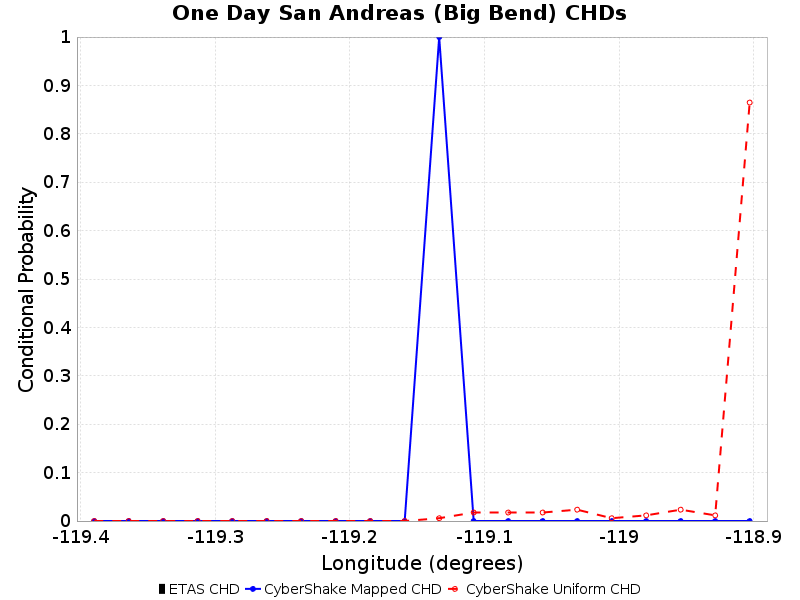 One Day San Andreas (Big Bend) CHDs
1
0.9
0.8
0.7
0.6
0.5
0.4
0.3
0.2
0.1
0
Conditional Probability
-119.4 -119.3 -119.2 -119.1 -119 -118.9
Longitude (degrees)
ETAS CHD CyberShake Mapped CHD CyberShake Uniform CHD